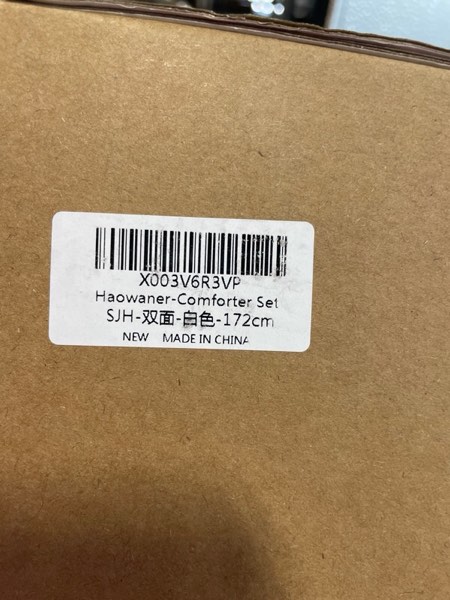 X003V6R3VP
Haowaner-Comforter Set
SJH-双面-白色-172cm
NEW MADE IN CHINA